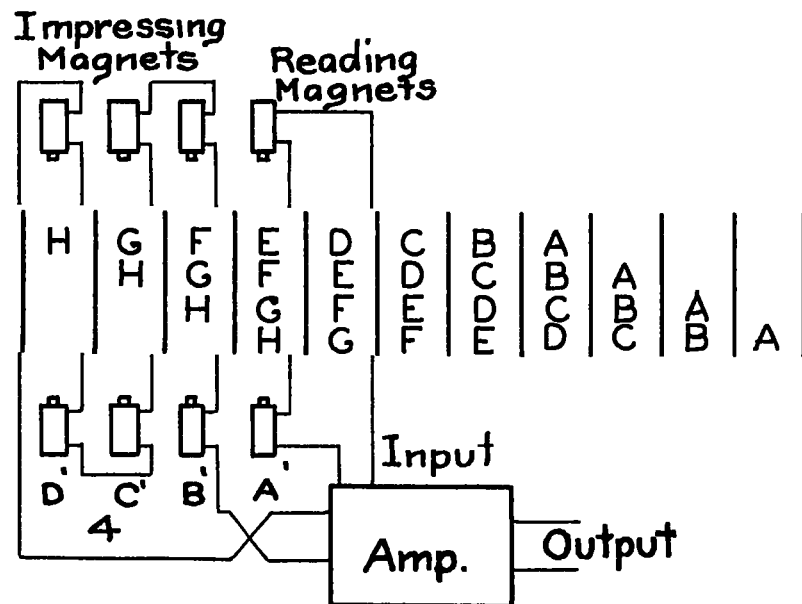 Impressing
Magnets
Reading
Magnets
H G F E D C B A
H G F E D C B A
H G F E D C B A
H G F E D C B A
Input
D' C' B' A'
4
Amp.
Output